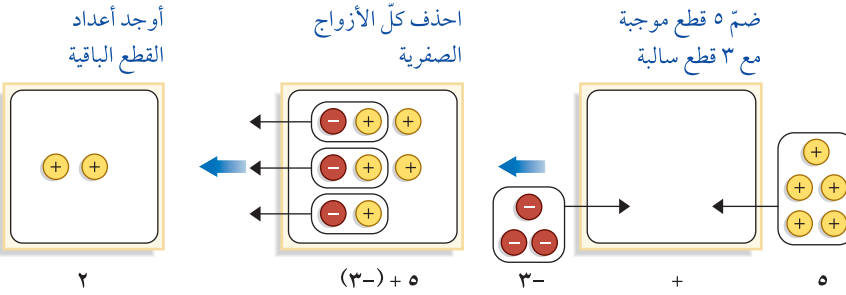 ضمّ ٥ قطع موجبة
مع ٣ قطع سالبة
احذف كلّ الأزواج
الصفرية
أوجد أعداد
القطع الباقية
٥ + -٣
٥ + (-٣)
٢